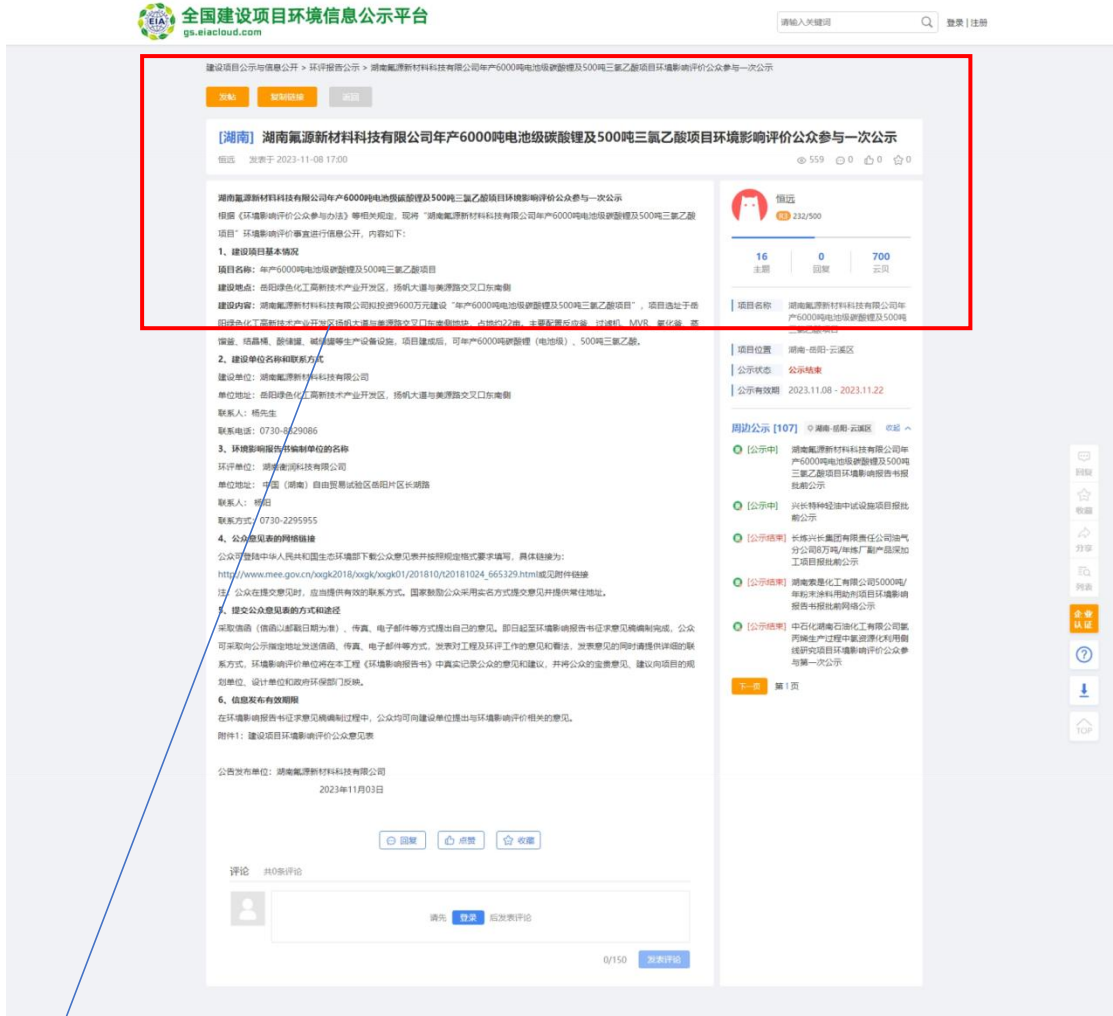 EIA
全国建设项目环境信息公示平台
gs.eiacloud.com
请输入关键词
登录 | 注册
建设项目公示与信息公开 > 环评报告公示 > 湖南氟源新材料科技有限公司年产6000吨电池级碳酸锂及500吨三氯乙酸项目环境影响评价公众参与一次公示
发帖 复制链接 返回
[湖南] 湖南氟源新材料科技有限公司年产6000吨电池级碳酸锂及500吨三氯乙酸项目环境影响评价公众参与一次公示
恒远 发表于 2023-11-08 17:00
559 0 0 0
湖南氟源新材料科技有限公司年产6000吨电池级碳酸锂及500吨三氯乙酸项目环境影响评价公众参与一次公示
根据《环境影响评价公众参与办法》等相关规定，现将“湖南氟源新材料科技有限公司年产6000吨电池级碳酸锂及500吨三氯乙酸
项目”环境影响评价事宜进行信息公开，内容如下：
1、建设项目基本情况
项目名称：年产6000吨电池级碳酸锂及500吨三氯乙酸项目
建设地点：岳阳绿色化工高新技术产业开发区，扬帆大道与美源路交叉口东南侧
建设内容：湖南氟源新材料科技有限公司拟投资9600万元建设“年产6000吨电池级碳酸锂及500吨三氯乙酸项目”，项目选址于岳
阳绿色化工高新技术产业开发区扬帆大道与美源路交叉口东南侧地块，占地约22亩，主要配置反应釜、过滤机、MVR、氯化釜、蒸
馏釜、结晶桶、酸储罐、碱储罐等生产设备设施，项目建成后，可年产6000吨碳酸锂（电池级）、500吨三氯乙酸。
2、建设单位名称和联系方式
建设单位：湖南氟源新材料科技有限公司
单位地址：岳阳绿色化工高新技术产业开发区，扬帆大道与美源路交叉口东南侧
联系人：杨先生
联系电话：0730-8829086
3、环境影响报告书编制单位的名称
环评单位： 湖南衡润科技有限公司
单位地址： 中国（湖南）自由贸易试验区岳阳片区长湖路
联系人： 杨阳
联系方式：0730-2295955
4、公众意见表的网络链接
公众可登陆中华人民共和国生态环境部下载公众意见表并按照规定格式要求填写，具体链接为：
http://www.mee.gov.cn/xxgk2018/xxgk/xxgk01/201810/t20181024_665329.html或见附件链接
注：公众在提交意见时，应当提供有效的联系方式。国家鼓励公众采用实名方式提交意见并提供常住地址。
5、提交公众意见表的方式和途径
采取信函（信函以邮戳日期为准）、传真、电子邮件等方式提出自己的意见。即日起至环境影响报告书征求意见稿编制完成，公众
可采取向公示指定地址发送信函、传真、电子邮件等方式，发表对工程及环评工作的意见和看法，发表意见的同时请提供详细的联
系方式，环境影响评价单位将在本工程《环境影响报告书》中真实记录公众的意见和建议，并将公众的宝贵意见、建议向项目的规
划单位、设计单位和政府环保部门反映。
6、信息发布有效期限
在环境影响报告书征求意见稿编制过程中，公众均可向建设单位提出与环境影响评价相关的意见。
附件1：建设项目环境影响评价公众意见表
公告发布单位：湖南氟源新材料科技有限公司
2023年11月03日
回复 点赞 收藏
评论 共0条评论
请先 登录 后发表评论
0/150 发表评论
恒远
232/500
16 0 700
主题 回复 云贝
项目名称 湖南氟源新材料科技有限公司年
产6000吨电池级碳酸锂及500吨
三氯乙酸项目
项目位置 湖南-岳阳-云溪区
公示状态 公示结束
公示有效期 2023.11.08 - 2023.11.22
周边公示 [107] 湖南-岳阳-云溪区 收起
[公示中] 湖南氟源新材料科技有限公司年
产6000吨电池级碳酸锂及500吨
三氯乙酸项目环境影响报告书报
批前公示
[公示中] 兴长特种轻油中试设施项目报批
前公示
[公示结束] 长炼兴长集团有限责任公司油气
分公司8万吨/年炼厂副产品深加
工项目报批前公示
[公示结束] 湖南索是化工有限公司5000吨/
年粉末涂料用助剂项目环境影响
报告书报批前网络公示
[公示结束] 中石化湖南石油化工有限公司氯
丙烯生产过程中氯资源化利用侧
线研究项目环境影响评价公众参
与第一次公示
下一页 第1页
回复
收藏
分享
列表
企业
认证
TOP